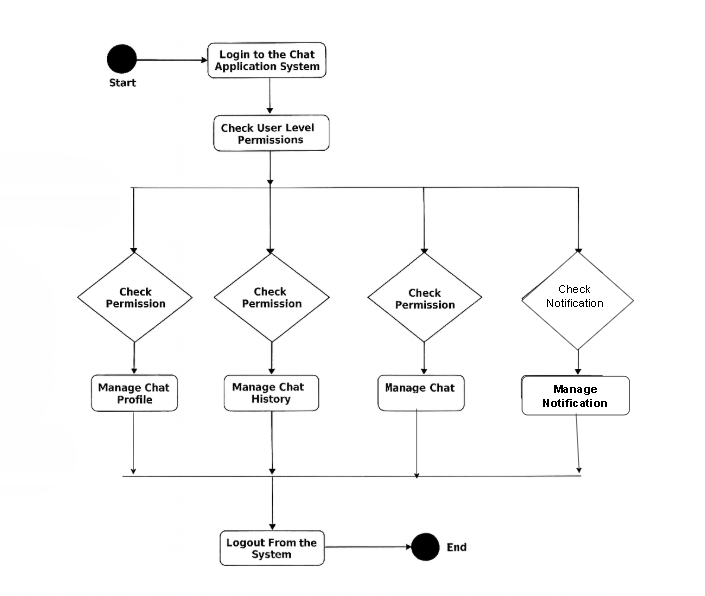 Login to the Chat
Application System
Start
Check User Level
Permissions
Check
Permission
Check
Permission
Check
Permission
Check
Notification
Manage Chat
Profile
Manage Chat
History
Manage Chat
Manage
Notification
Logout From the
System
End